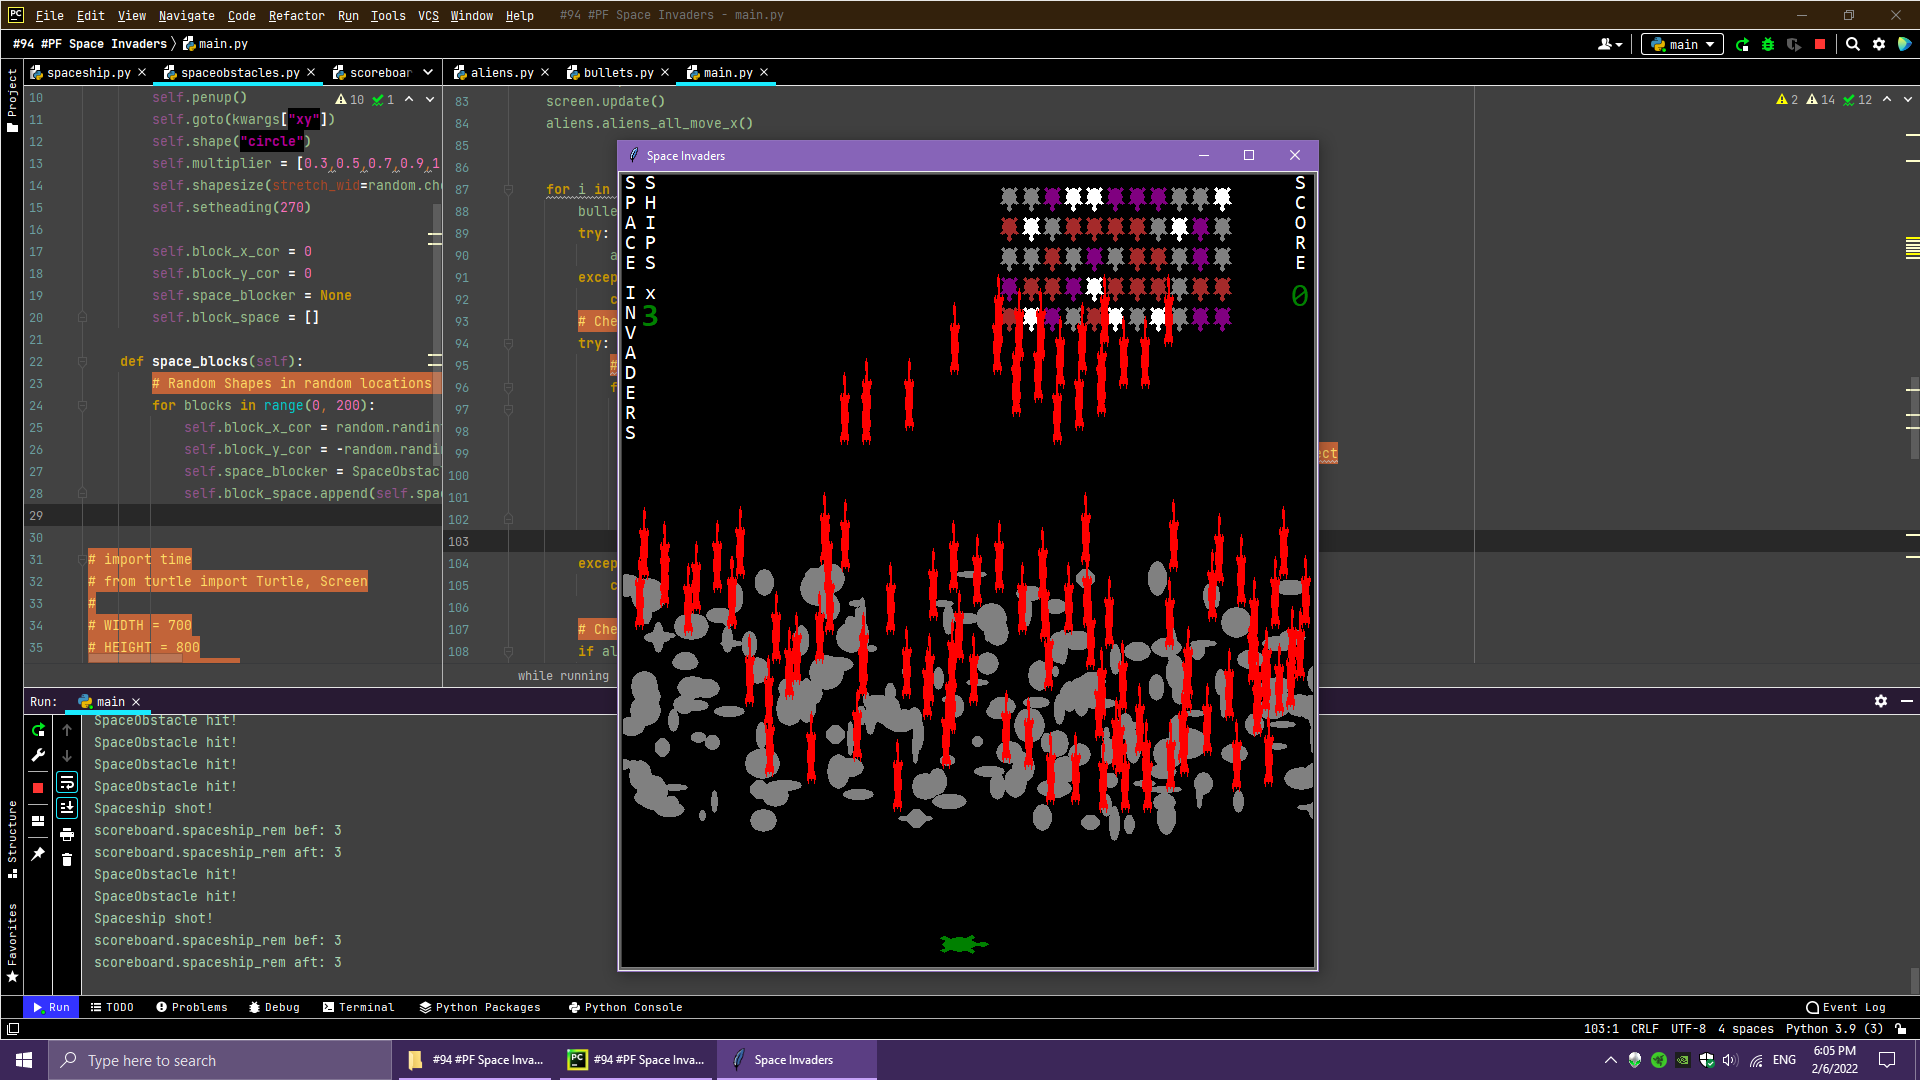 File Edit View Navigate Code Refactor Run Tools VCS Window Help #94 #PF Space Invaders - main.py
#94 #PF Space Invaders main.py
main
spaceship.py spaceobstacles.py scoreboar
aliens.py bullets.py main.py
Project
10 self.penup()
11 self.goto(kwargs["xy"])
12 self.shape("circle")
13 self.multiplier = [0.3,0.5,0.7,0.9,1
14 self.shapesize(stretch_wid=random.cho
15 self.setheading(270)
16
17 self.block_x_cor = 0
18 self.block_y_cor = 0
19 self.space_blocker = None
20 self.block_space = []
21
22 def space_blocks(self):
23 # Random Shapes in random locations
24 for blocks in range(0, 200):
25 self.block_x_cor = random.randin
26 self.block_y_cor = -random.randi
27 self.space_blocker = SpaceObstac
28 self.block_space.append(self.spa
29
30
31 # import time
32 # from turtle import Turtle, Screen
33 #
34 # WIDTH = 700
35 # HEIGHT = 800
10 1
83 screen.update()
84 aliens.aliens_all_move_x()
85
86
87 for i in
88 bulle
89 try:
90 a
91 excep
92 c
93 # Che
94 try:
95 #
96 f
97
98
99 ect
100
101
102
103
104 excep
105 c
106
107 # Che
108 if al
while running
2 14 12
Space Invaders
SPACE INVADERS
SHIPS x
3
SCORE
0
Run: main
SpaceObstacle hit!
SpaceObstacle hit!
SpaceObstacle hit!
SpaceObstacle hit!
Spaceship shot!
scoreboard.spaceship_rem bef: 3
scoreboard.spaceship_rem aft: 3
SpaceObstacle hit!
SpaceObstacle hit!
Spaceship shot!
scoreboard.spaceship_rem bef: 3
scoreboard.spaceship_rem aft: 3
Structure
Favorites
Run TODO Problems Debug Terminal Python Packages Python Console Event Log
103:1 CRLF UTF-8 4 spaces Python 3.9 (3)
Type here to search
#94 #PF Space Inva...
#94 #PF Space Inva...
Space Invaders
ENG
6:05 PM
2/6/2022